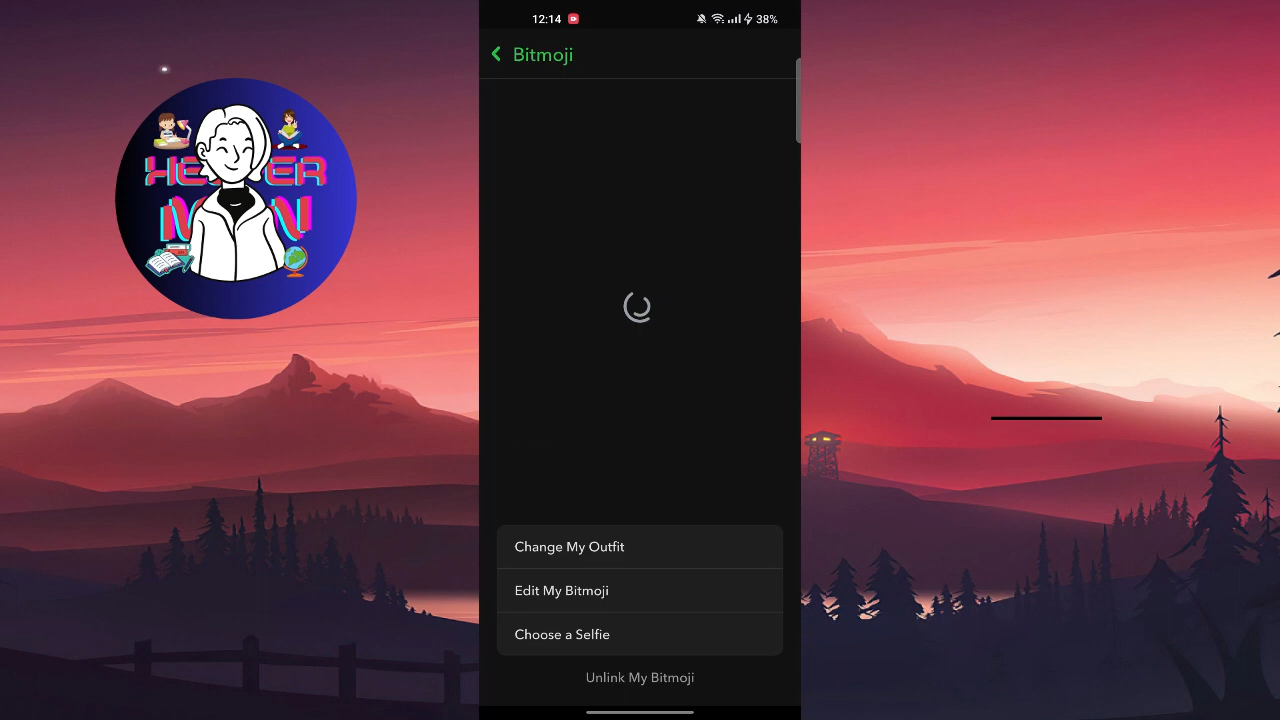 12:14
38%
Bitmoji
Change My Outfit
Edit My Bitmoji
Choose a Selfie
Unlink My Bitmoji